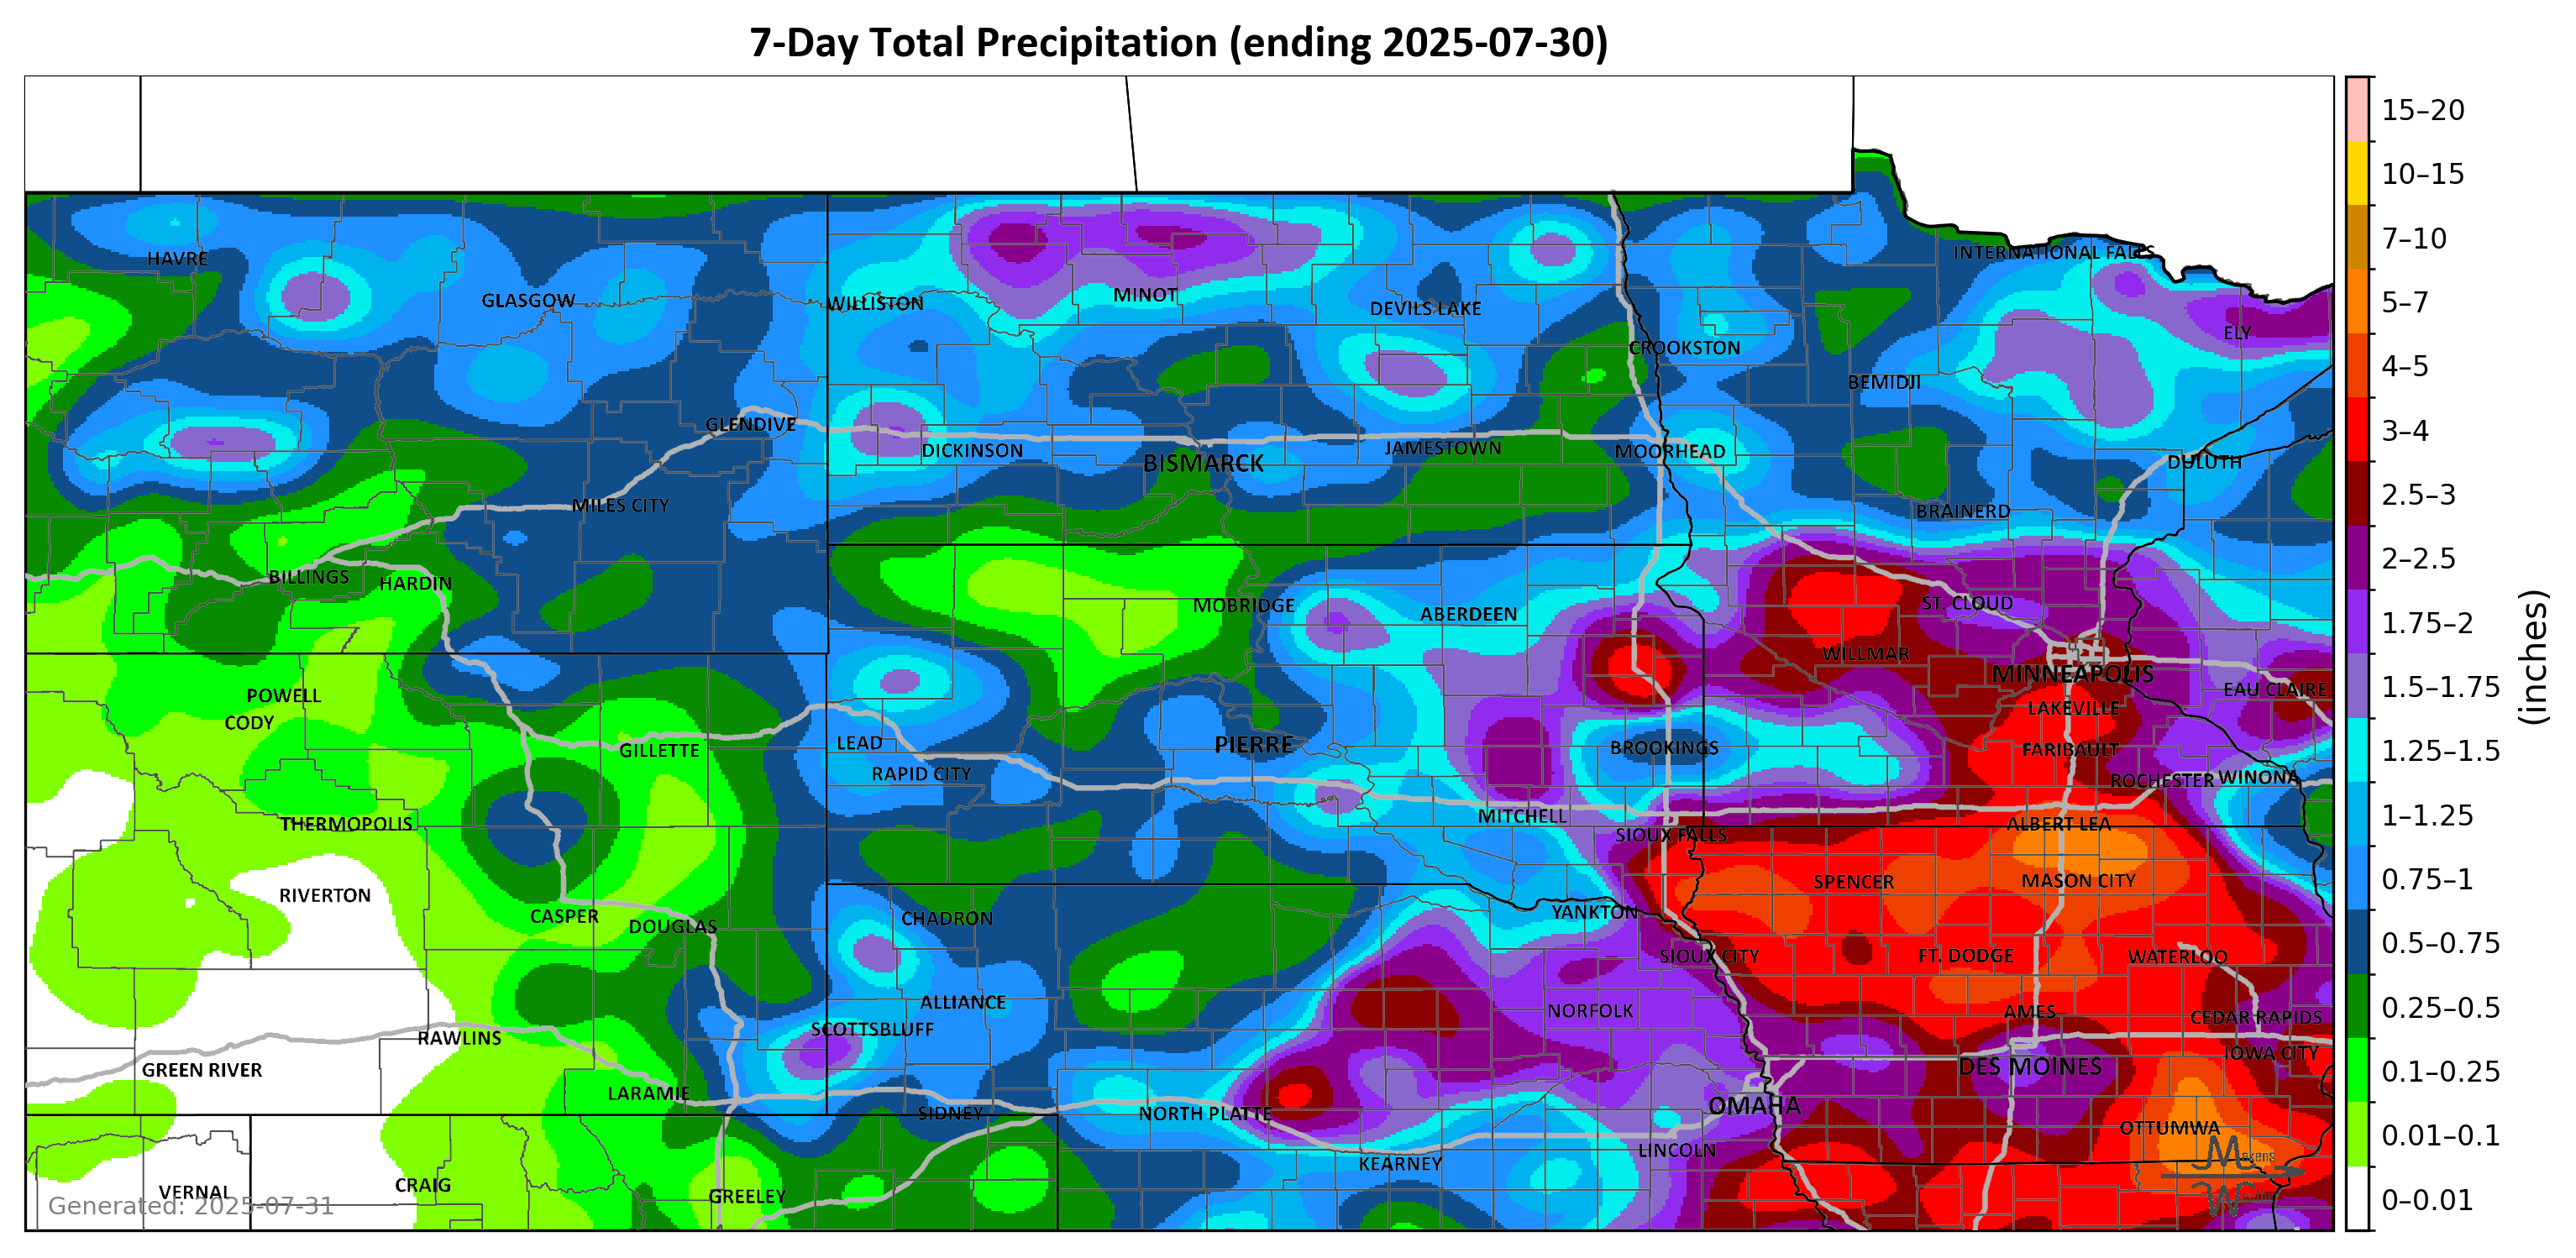 7-Day Total Precipitation (ending 2025-07-30)
INTERNATIONAL FALLS
HAVRE
GLASGOW
WILLISTON
MINOT
DEVILS LAKE
ELY
CROOKSTON
BEMIDJI
GLENDIVE
DICKINSON
BISMARCK
JAMESTOWN
MOORHEAD
DULUTH
MILES CITY
BRAINERD
BILLINGS
HARDIN
MOBRIDGE
ABERDEEN
ST. CLOUD
WILLMAR
MINNEAPOLIS
EAU CLAIRE
POWELL
CODY
LAKEVILLE
GILLETTE
LEAD
PIERRE
BROOKINGS
FARIBAULT
RAPID CITY
ROCHESTER
WINONA
THERMOPOLIS
MITCHELL
ALBERT LEA
SIOUX FALLS
RIVERTON
SPENCER
MASON CITY
CASPER
DOUGLAS
CHADRON
YANKTON
SIOUX CITY
FT. DODGE
WATERLOO
ALLIANCE
NORFOLK
AMES
CEDAR RAPIDS
SCOTTSBLUFF
RAWLINS
IOWA CITY
GREEN RIVER
DES MOINES
LARAMIE
SIDNEY
NORTH PLATTE
OMAHA
OTTUMWA
LINCOLN
KEARNEY
VERNAL
CRAIG
GREELEY
Generated: 2025-07-31
15–20
10–15
7–10
5–7
4–5
3–4
2.5–3
2–2.5
1.75–2
1.5–1.75
1.25–1.5
1–1.25
0.75–1
0.5–0.75
0.25–0.5
0.1–0.25
0.01–0.1
0–0.01
(inches)